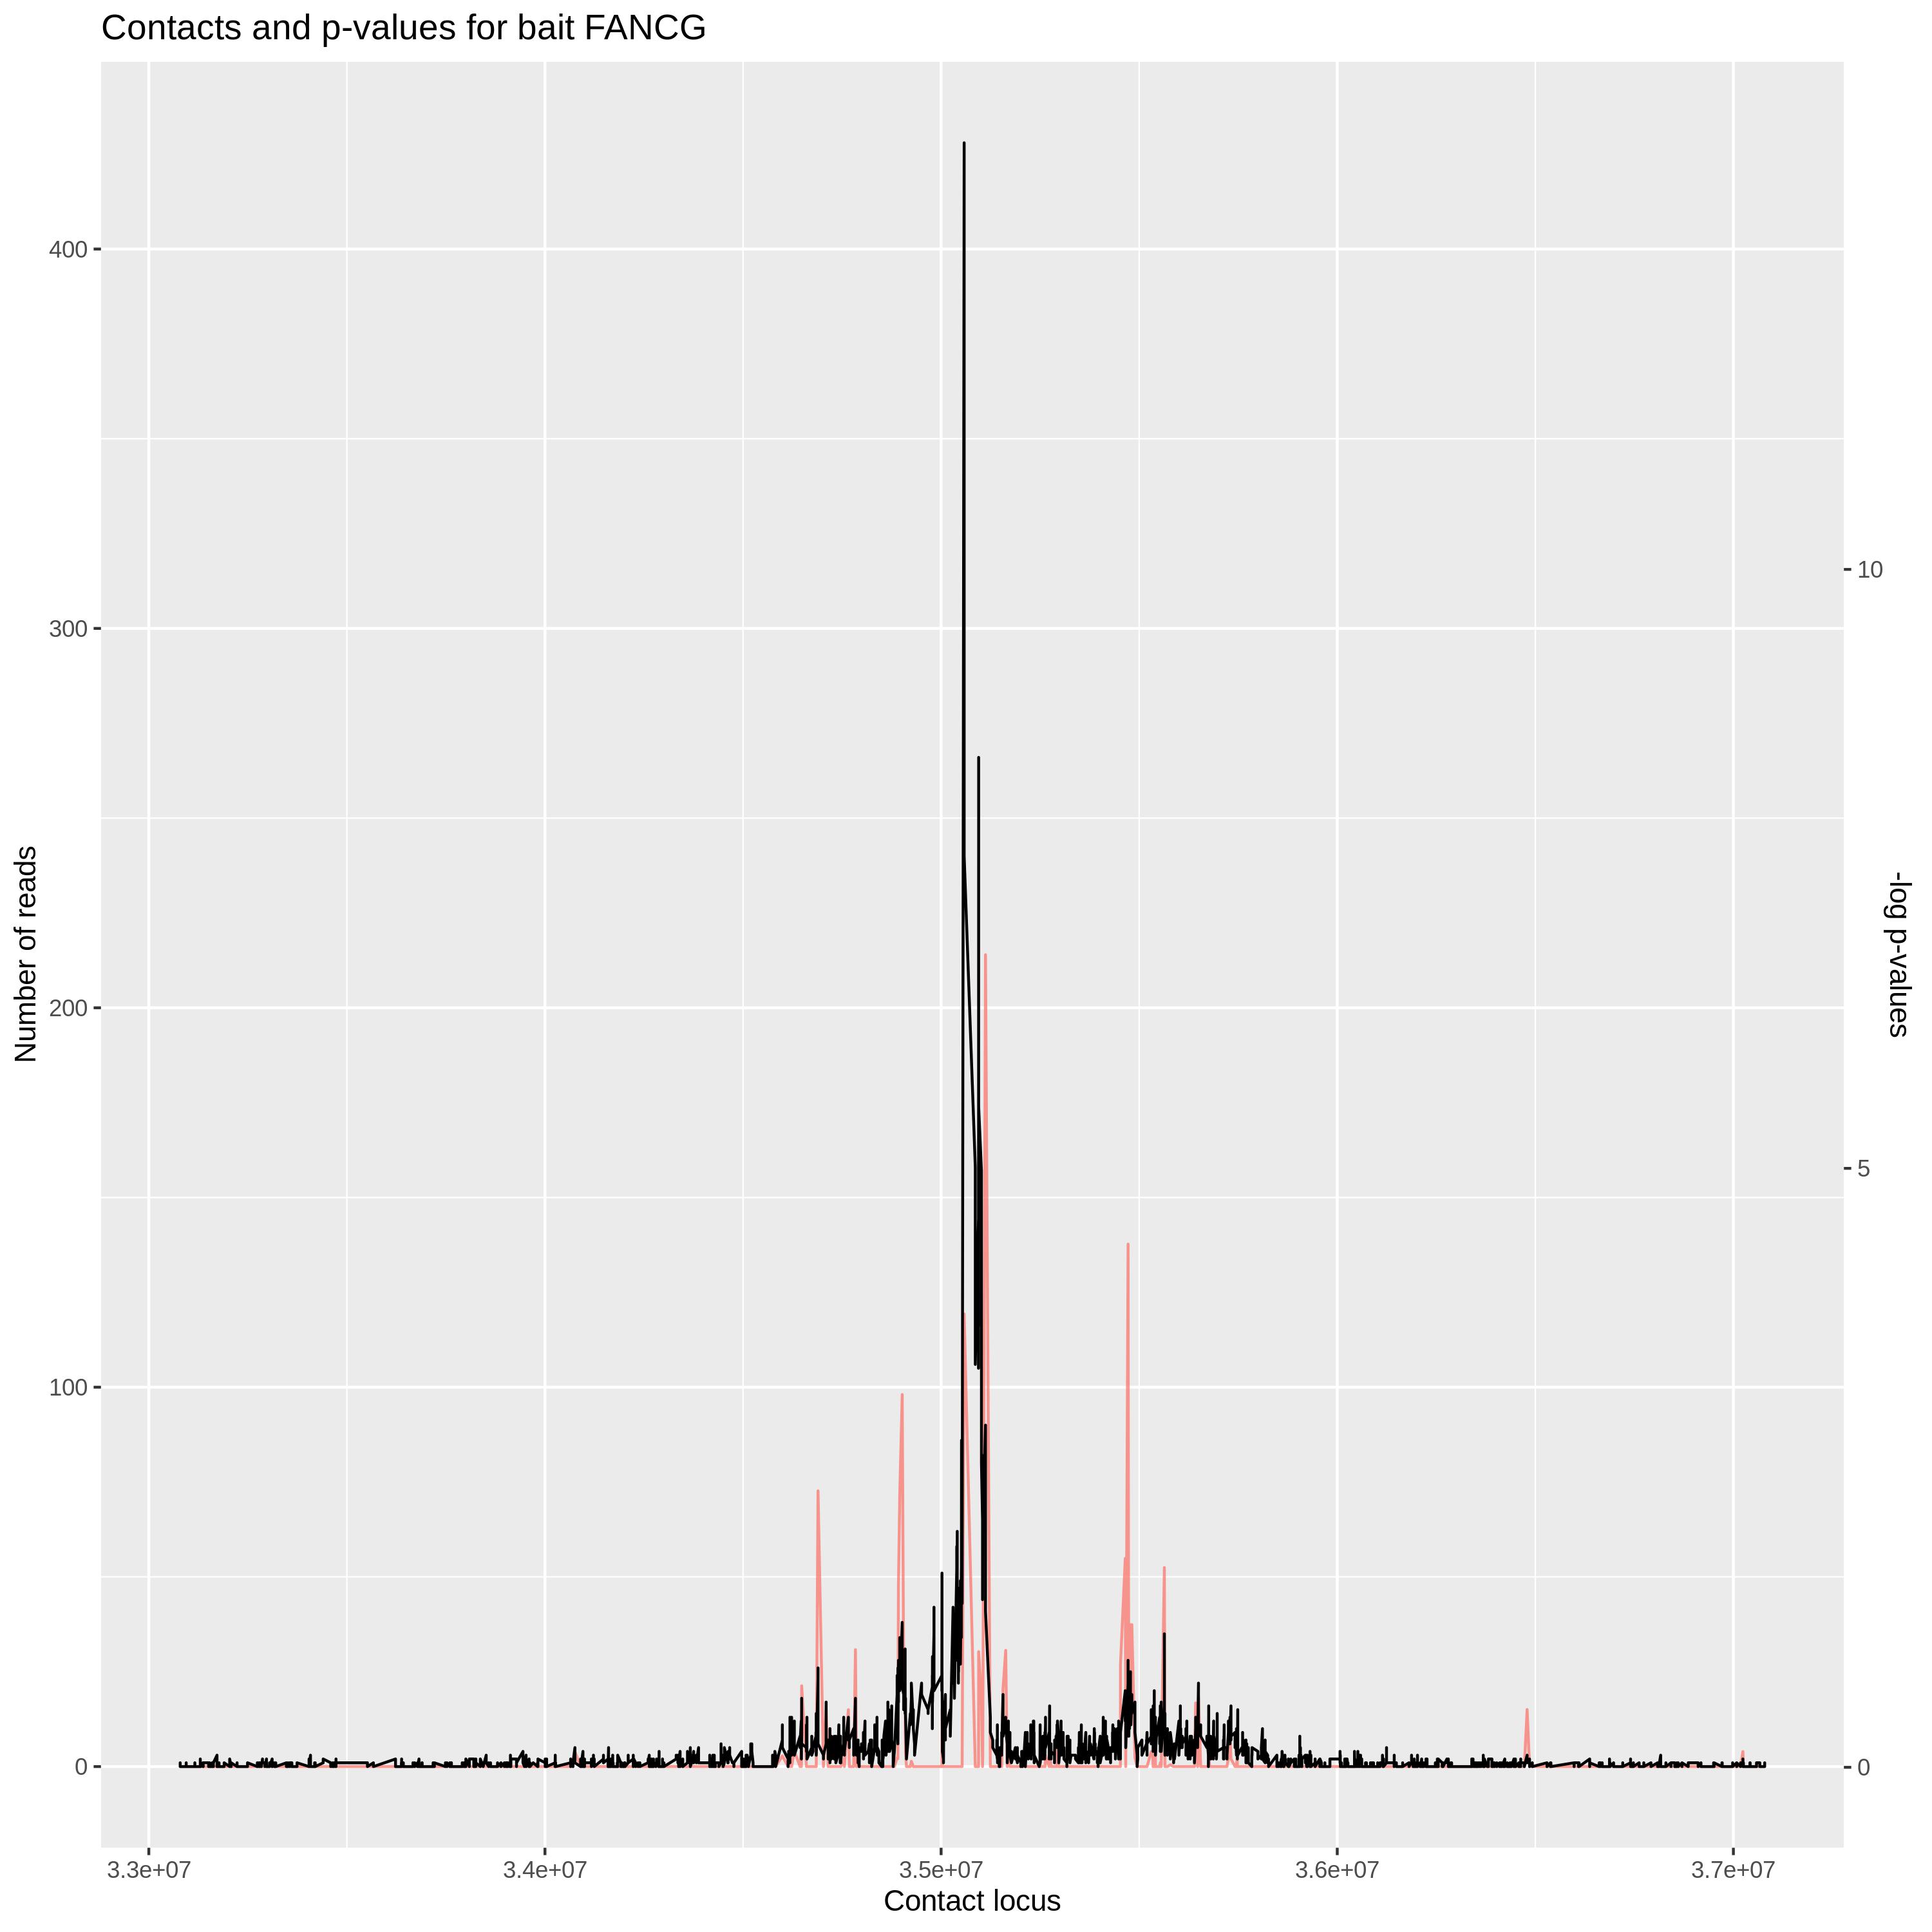 Contacts and p-values for bait FANCG
Number of reads
400
300
200
100
0
10
5
0
-log p-values
3.3e+07
3.4e+07
3.5e+07
3.6e+07
3.7e+07
Contact locus